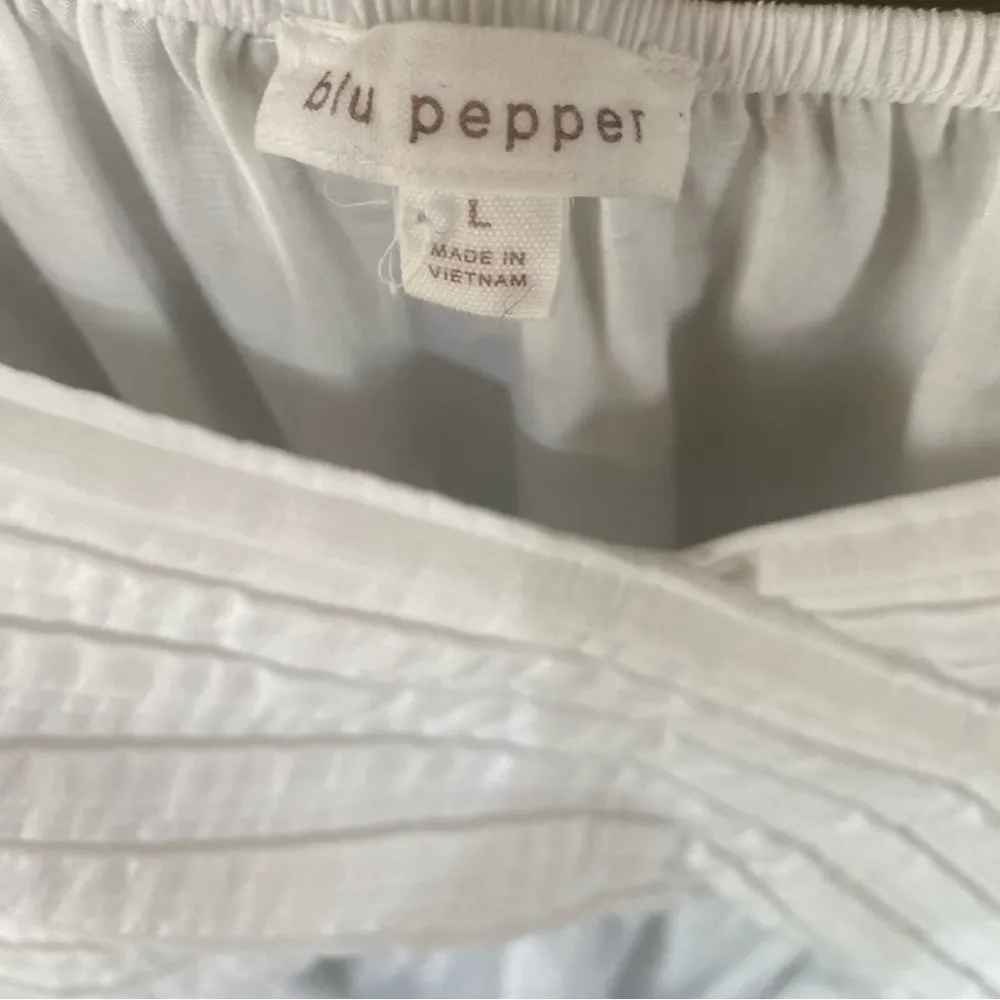 blu pepper
L
MADE IN
VIETNAM